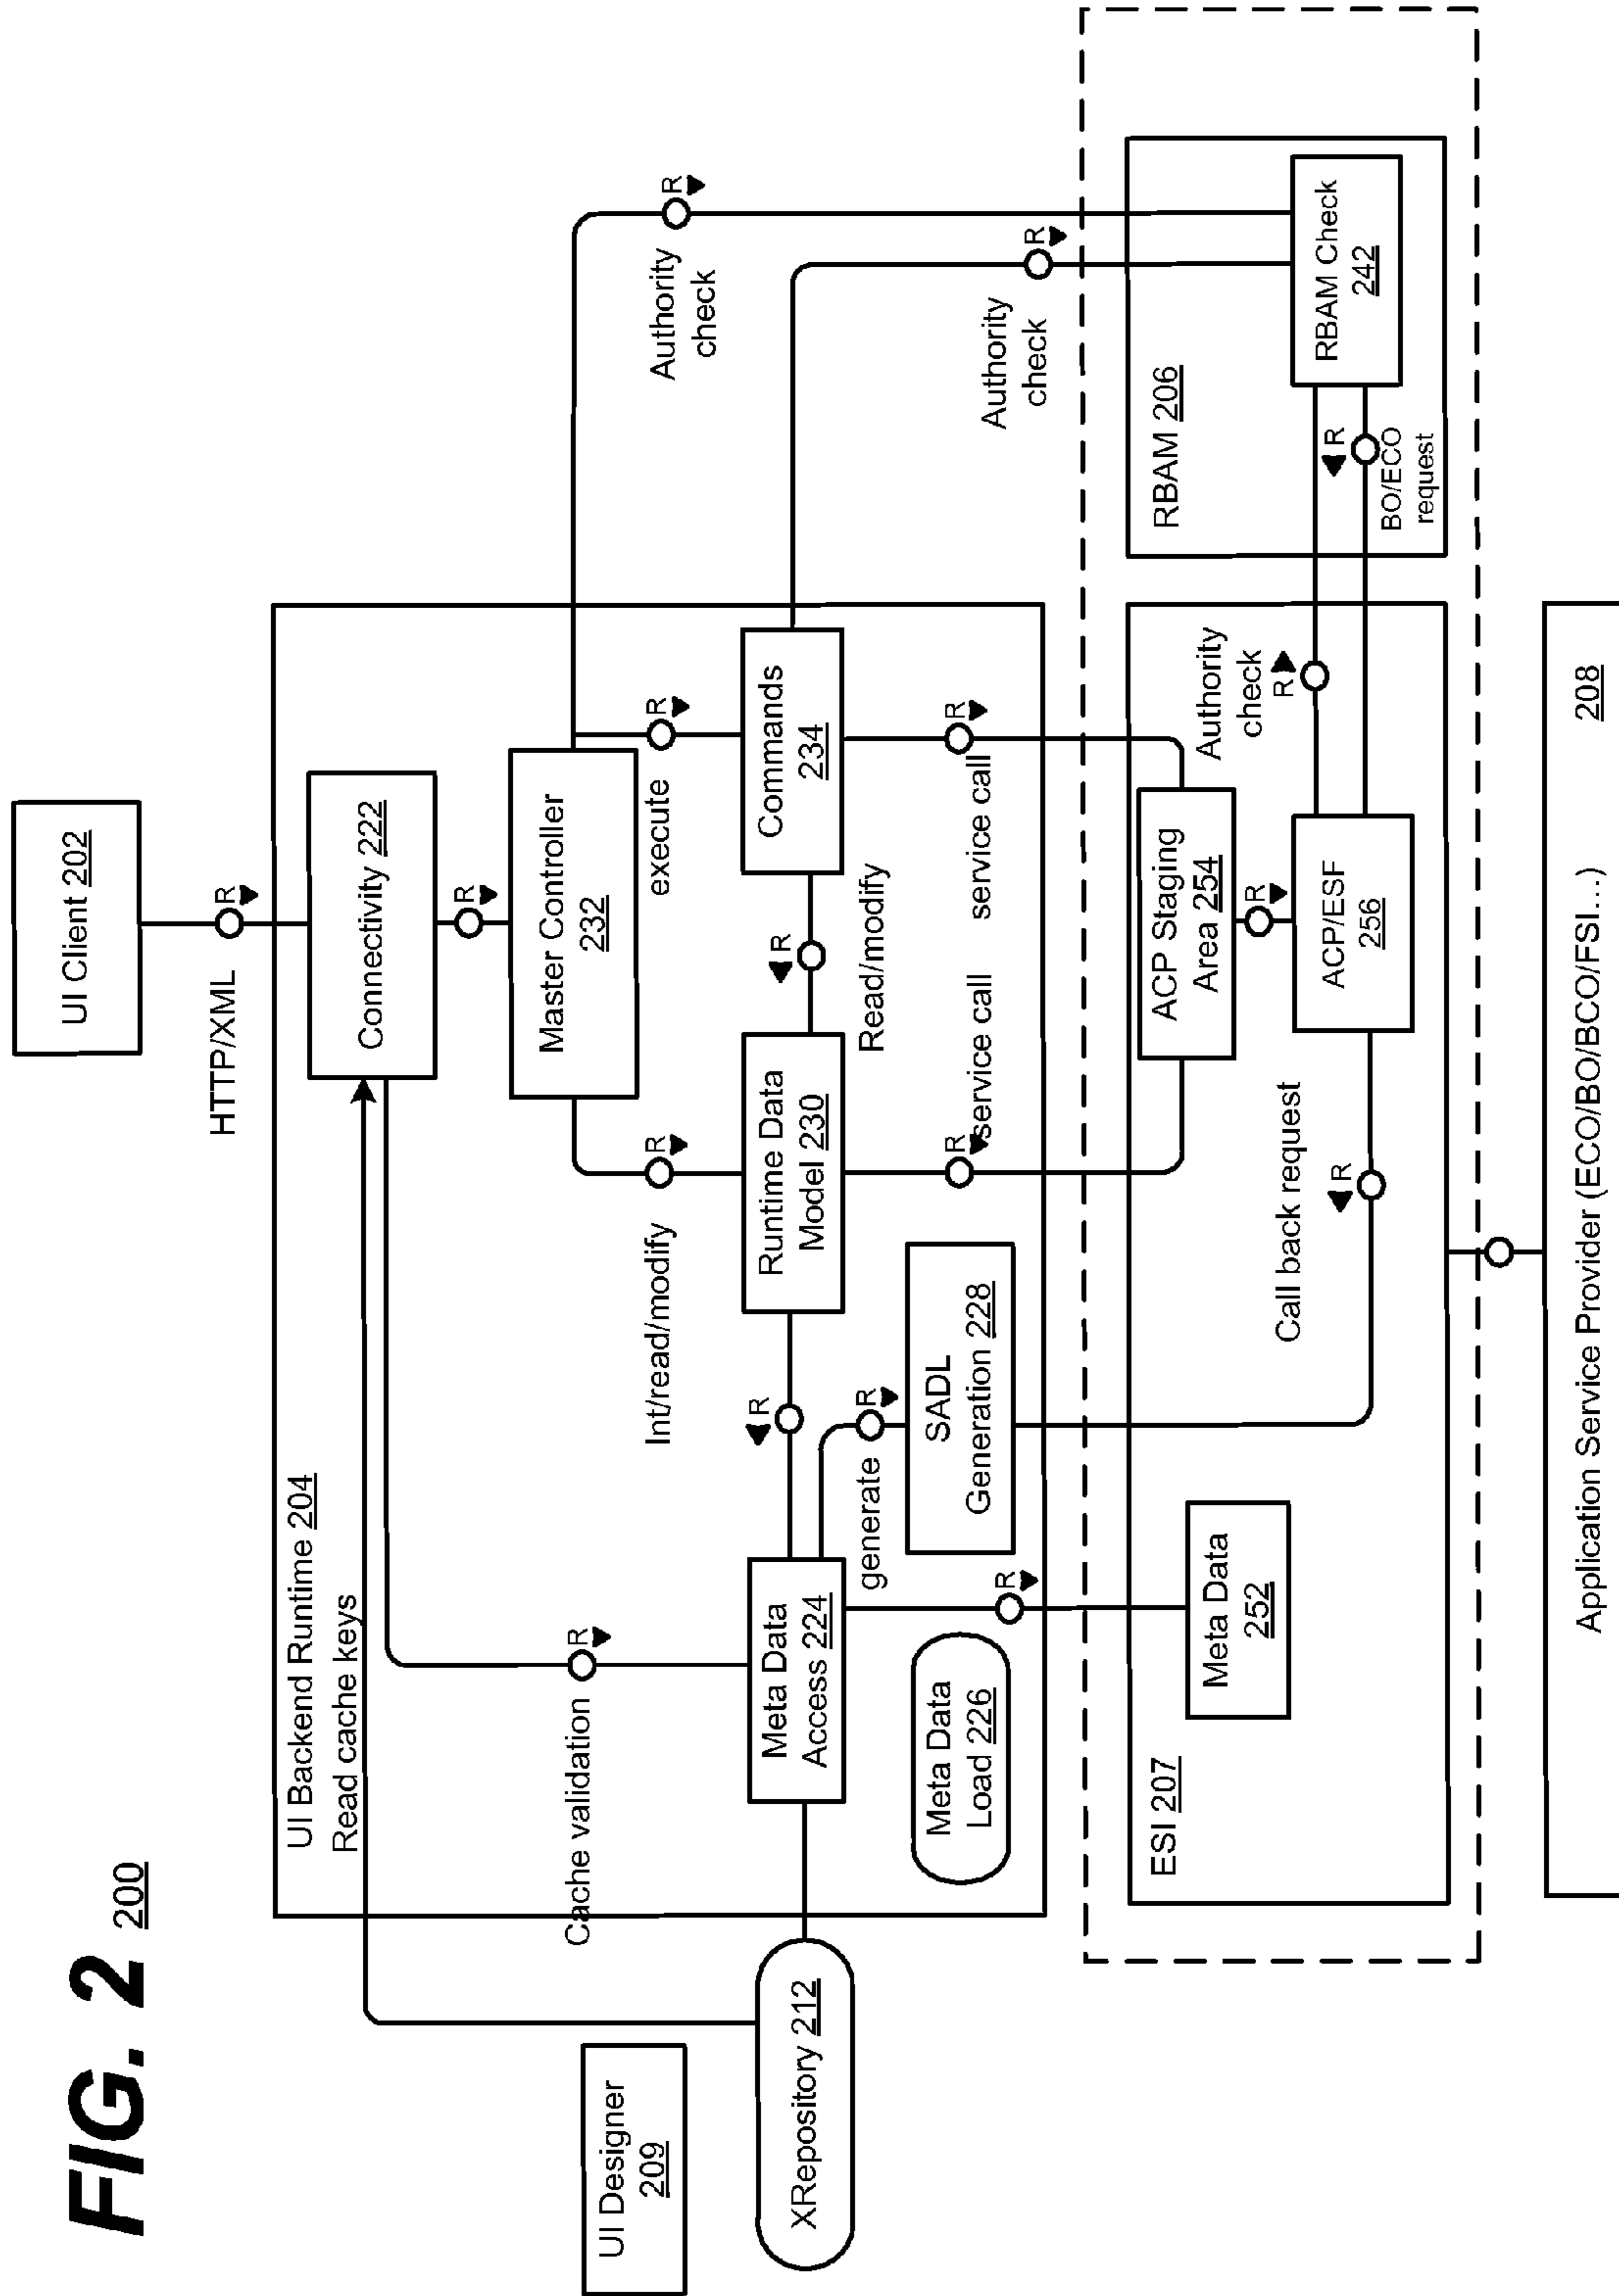 FIG. 2 200
UI Client 202
HTTP/XML
R
UI Backend Runtime 204
Read cache keys
Connectivity 222
R
Master Controller
232
Cache validation
R
Int/read/modify
R
execute
R
Authority
check
R
UI Designer
209
XRepository 212
Meta Data
Access 224
R
Runtime Data
Model 230
R
Commands
234
Read/modify
generate
R
SADL
Generation 228
Meta Data
Load 226
R
R
service call
R
service call
Authority
check
R
ESI 207
Meta Data
252
ACP Staging
Area 254
R
ACP/ESF
256
Call back request
R
Authority
check
R
RBAM 206
RBAM Check
242
R
BO/ECO
request
208
Application Service Provider (ECO/BO/BCO/FSI...)